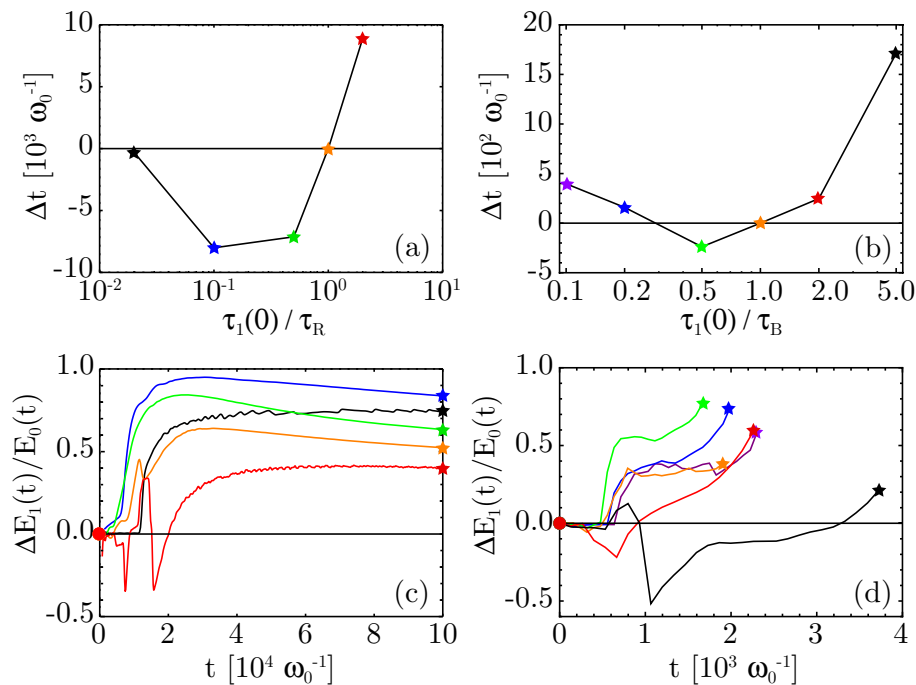 10
5
0
-5
-10
Δt [10³ ω₀⁻¹]
(a)
10⁻² 10⁻¹ 10⁰ 10¹
τ₁(0) / τ_R
20
15
10
5
0
-5
Δt [10² ω₀⁻¹]
(b)
0.1 0.2 0.5 1.0 2.0 5.0
τ₁(0) / τ_B
1.0
0.5
0.0
-0.5
ΔE₁(t)/E₀(t)
(c)
0 2 4 6 8 10
t [10⁴ ω₀⁻¹]
1.0
0.5
0.0
-0.5
ΔE₁(t)/E₀(t)
(d)
0 1 2 3 4
t [10³ ω₀⁻¹]